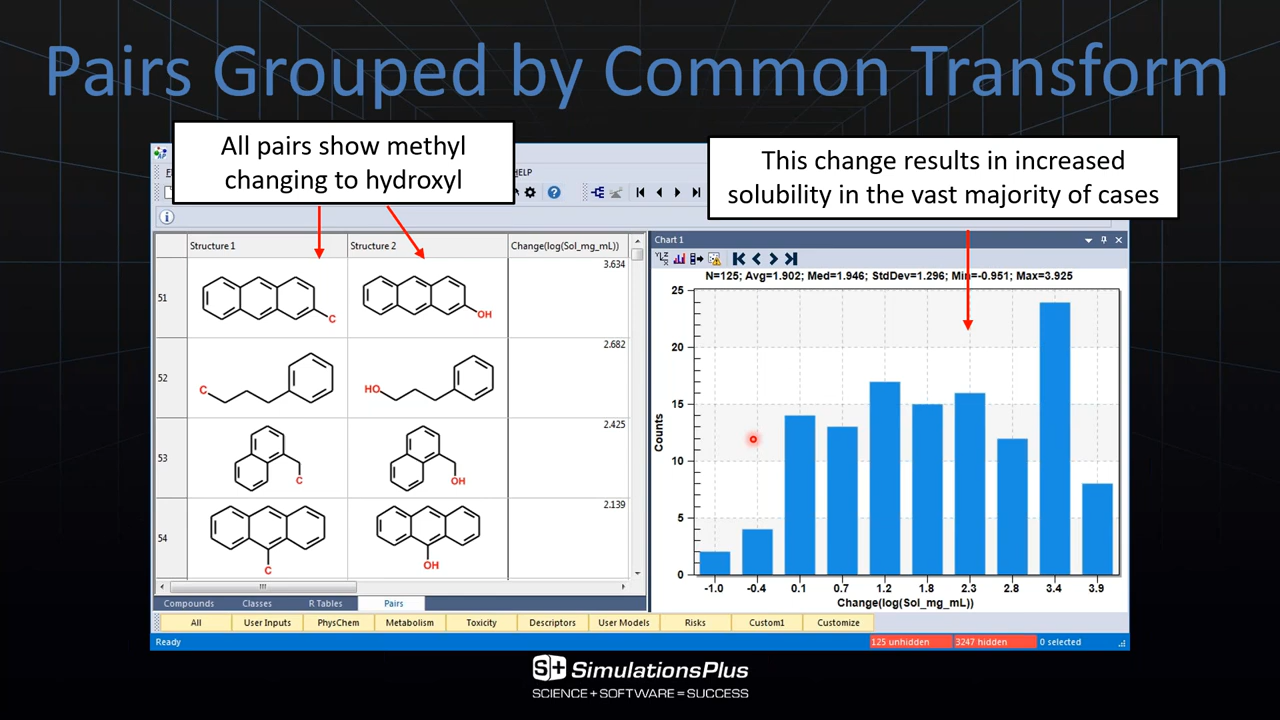 Pairs Grouped by Common Transform
All pairs show methyl
changing to hydroxyl
This change results in increased
solubility in the vast majority of cases
AP
F
HELP
?
i
Structure 1
Structure 2
Change(log(Sol_mg_mL))
51
C
OH
3.634
52
C
HO
2.682
53
C
OH
2.425
54
C
OH
2.139
Compounds
Classes
R Tables
Pairs
Chart 1
N=125; Avg=1.902; Med=1.946; StdDev=1.296; Min=-0.951; Max=3.925
Counts
25
20
15
10
5
0
-1.0
-0.4
0.1
0.7
1.2
1.8
2.3
2.8
3.4
3.9
Change(log(Sol_mg_mL))
All
User Inputs
PhysChem
Metabolism
Toxicity
Descriptors
User Models
Risks
Custom1
Customize
Ready
125 unhidden
3247 hidden
0 selected
S+ SimulationsPlus
SCIENCE + SOFTWARE = SUCCESS